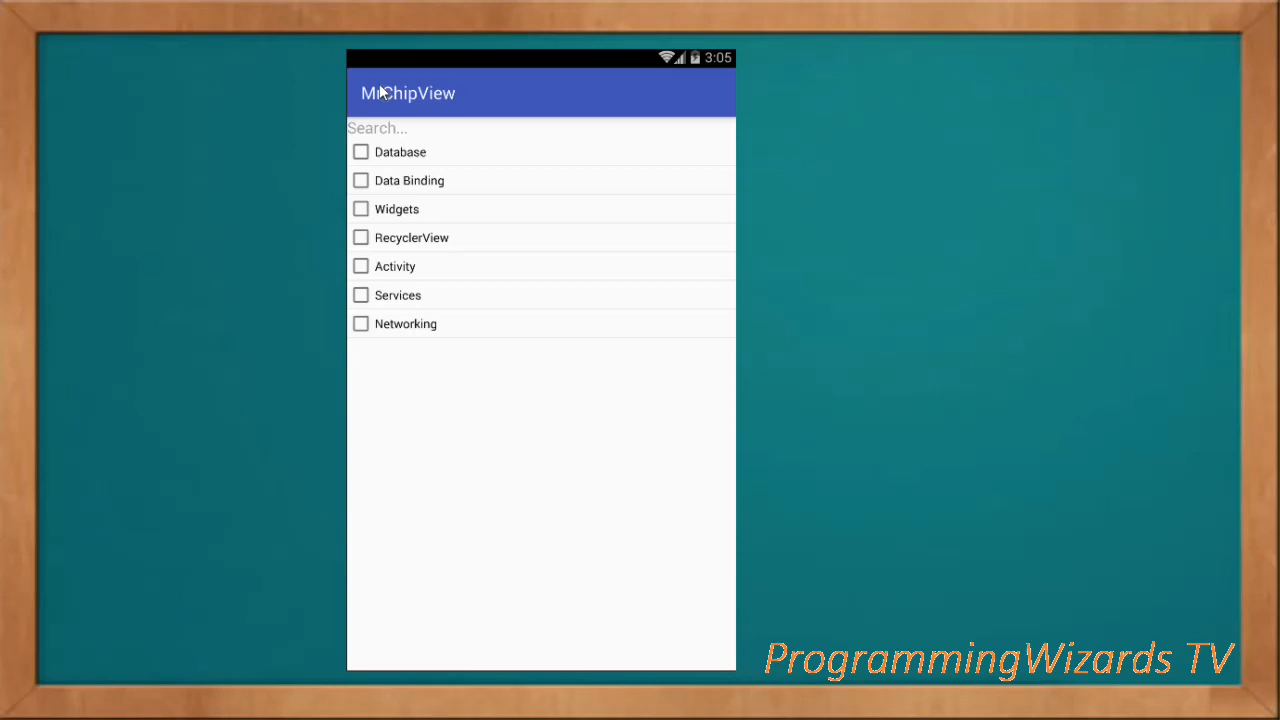 3:05
MrChipView
Search...
Database
Data Binding
Widgets
RecyclerView
Activity
Services
Networking
ProgrammingWizards TV